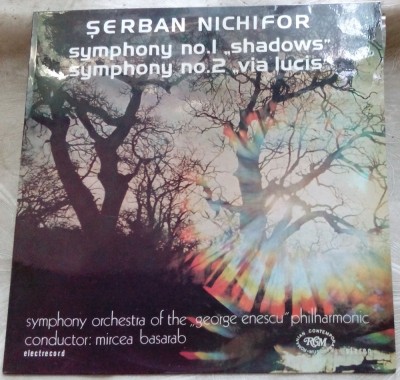 ŞERBAN NICHIFOR
symphony no.1 „shadows”
symphony no.2 „via lucis”
symphony orchestra of the „george enescu” philharmonic
conductor: mircea basarab
electrecord
stereo